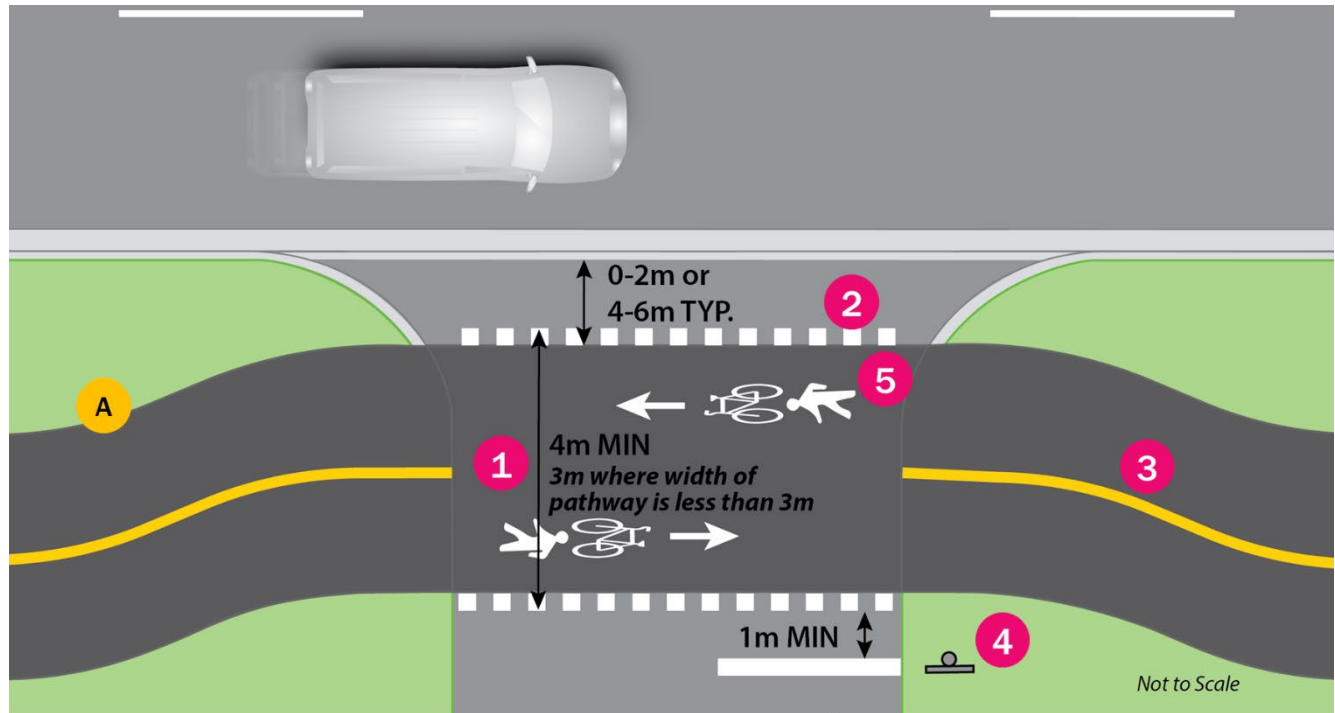 0-2m or
4-6m TYP.
2
5
A
1
4m MIN
3m where width of
pathway is less than 3m
3
1m MIN
4
Not to Scale